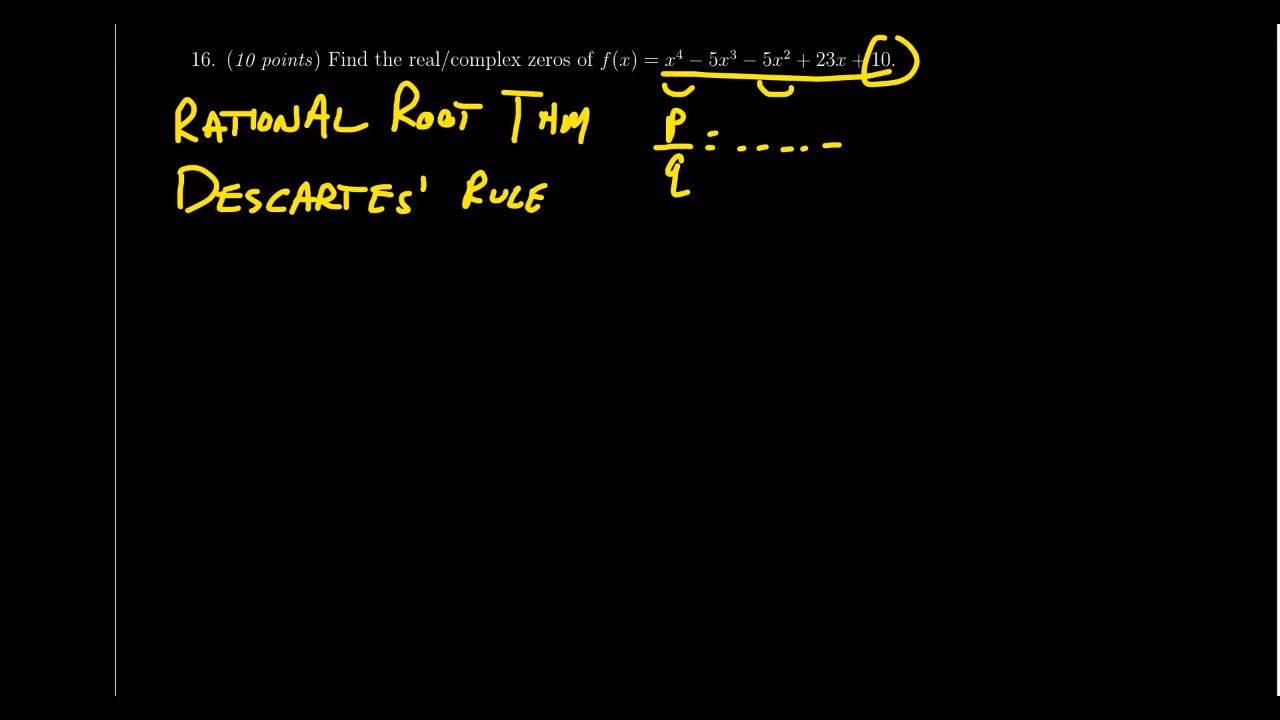 16. (10 points) Find the real/complex zeros of f(x) = x⁴ − 5x³ − 5x² + 23x + 10.
RATIONAL ROOT THM
p/q = -----
DESCARTES' RULE